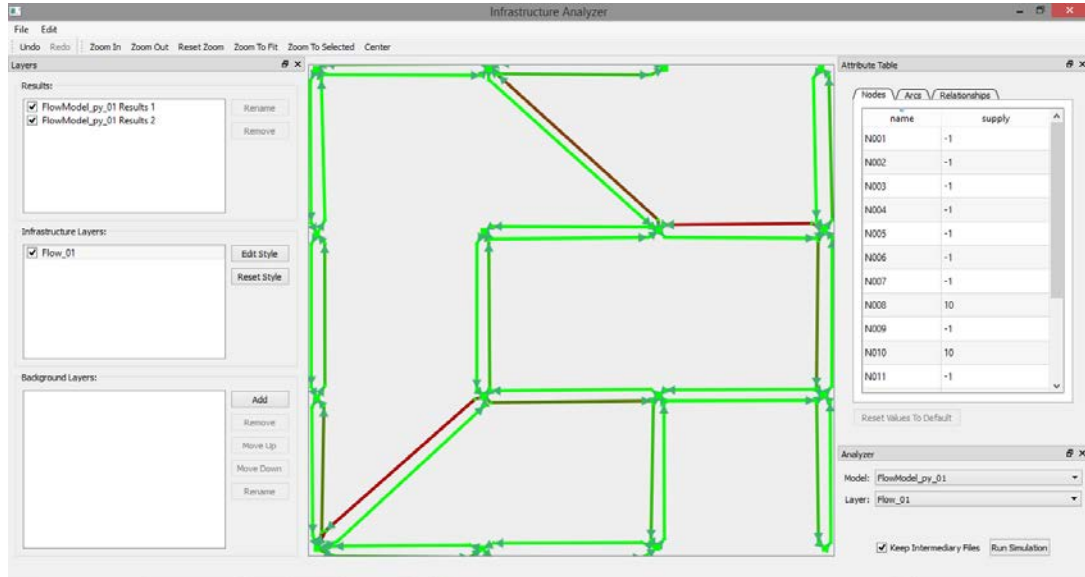 Infrastructure Analyzer
File Edit
Undo Redo Zoom In Zoom Out Reset Zoom Zoom To Fit Zoom To Selected Center
Layers
Results:
FlowModel_py_01 Results 1
FlowModel_py_01 Results 2
Rename
Remove
Infrastructure Layers:
Flow_01
Edit Style
Reset Style
Background Layers:
Add
Remove
Move Up
Move Down
Rename
Attribute Table
Nodes Arcs Relationships
name supply
N001 -1
N002 -1
N003 -1
N004 -1
N005 -1
N006 -1
N007 -1
N008 10
N009 -1
N010 10
N011 -1
Reset Values To Default
Analyzer
Model: FlowModel_py_01
Layer: Flow_01
Keep Intermediary Files Run Simulation